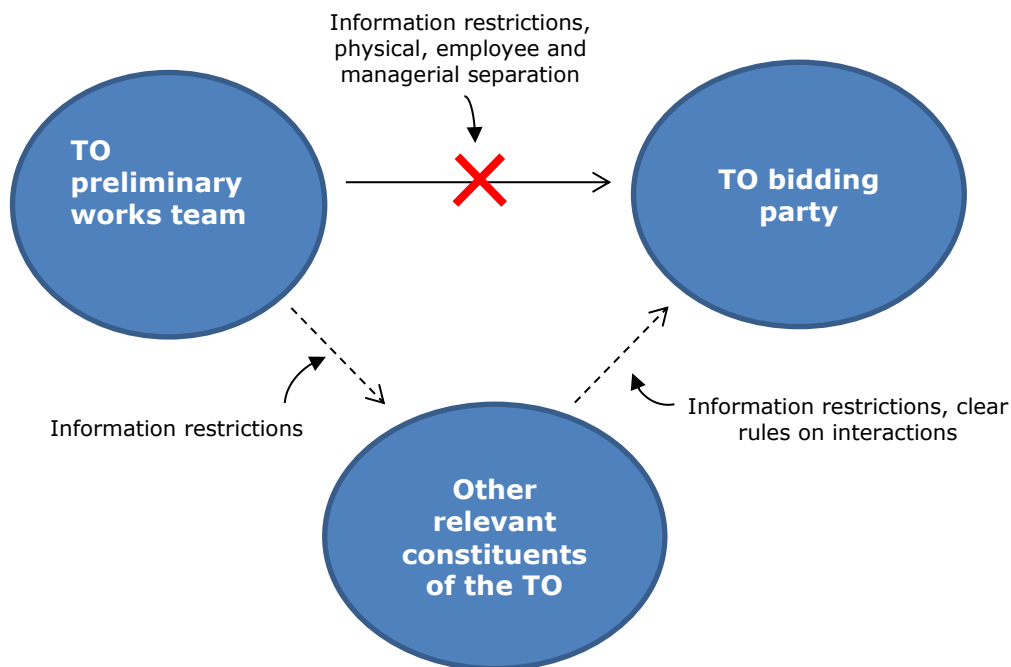 Information restrictions,
physical, employee and
managerial separation
TO
preliminary
works team
TO bidding
party
Information restrictions
Information restrictions, clear
rules on interactions
Other
relevant
constituents
of the TO